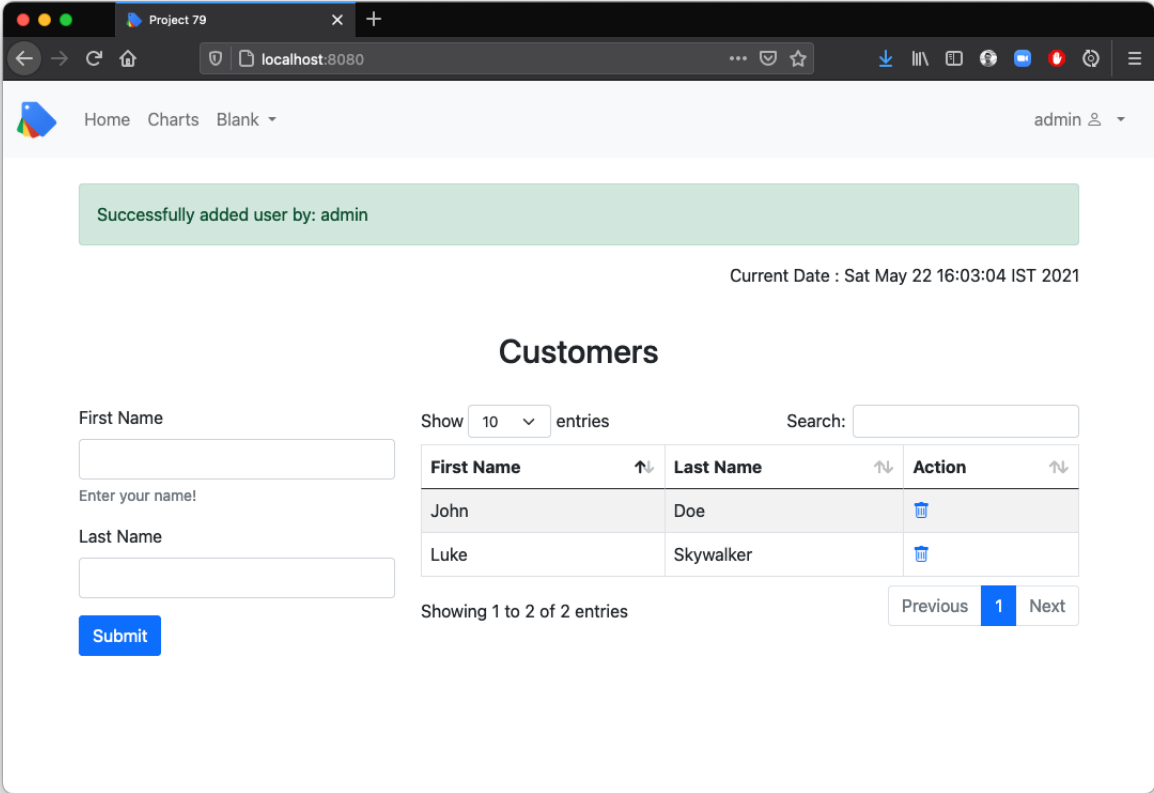 Project 79
localhost:8080
Home Charts Blank admin
Successfully added user by: admin
Current Date : Sat May 22 16:03:04 IST 2021
Customers
First Name
Enter your name!
Last Name
Submit
Show 10 entries Search:
First Name Last Name Action
John Doe
Luke Skywalker
Showing 1 to 2 of 2 entries Previous 1 Next